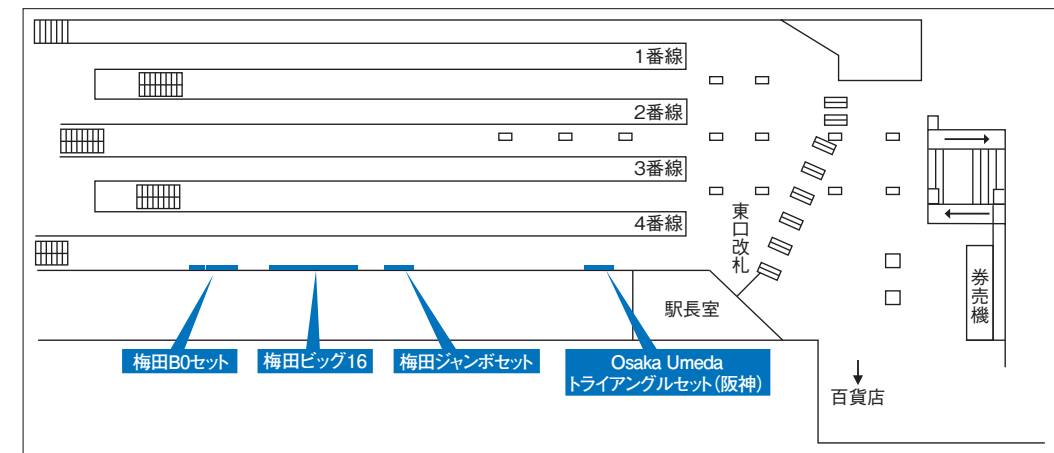 1番線
2番線
3番線
4番線
東口改札
駅長室
券売機
梅田B0セット
梅田ビッグ16
梅田ジャンボセット
Osaka Umeda
トライアングルセット(阪神)
百貨店